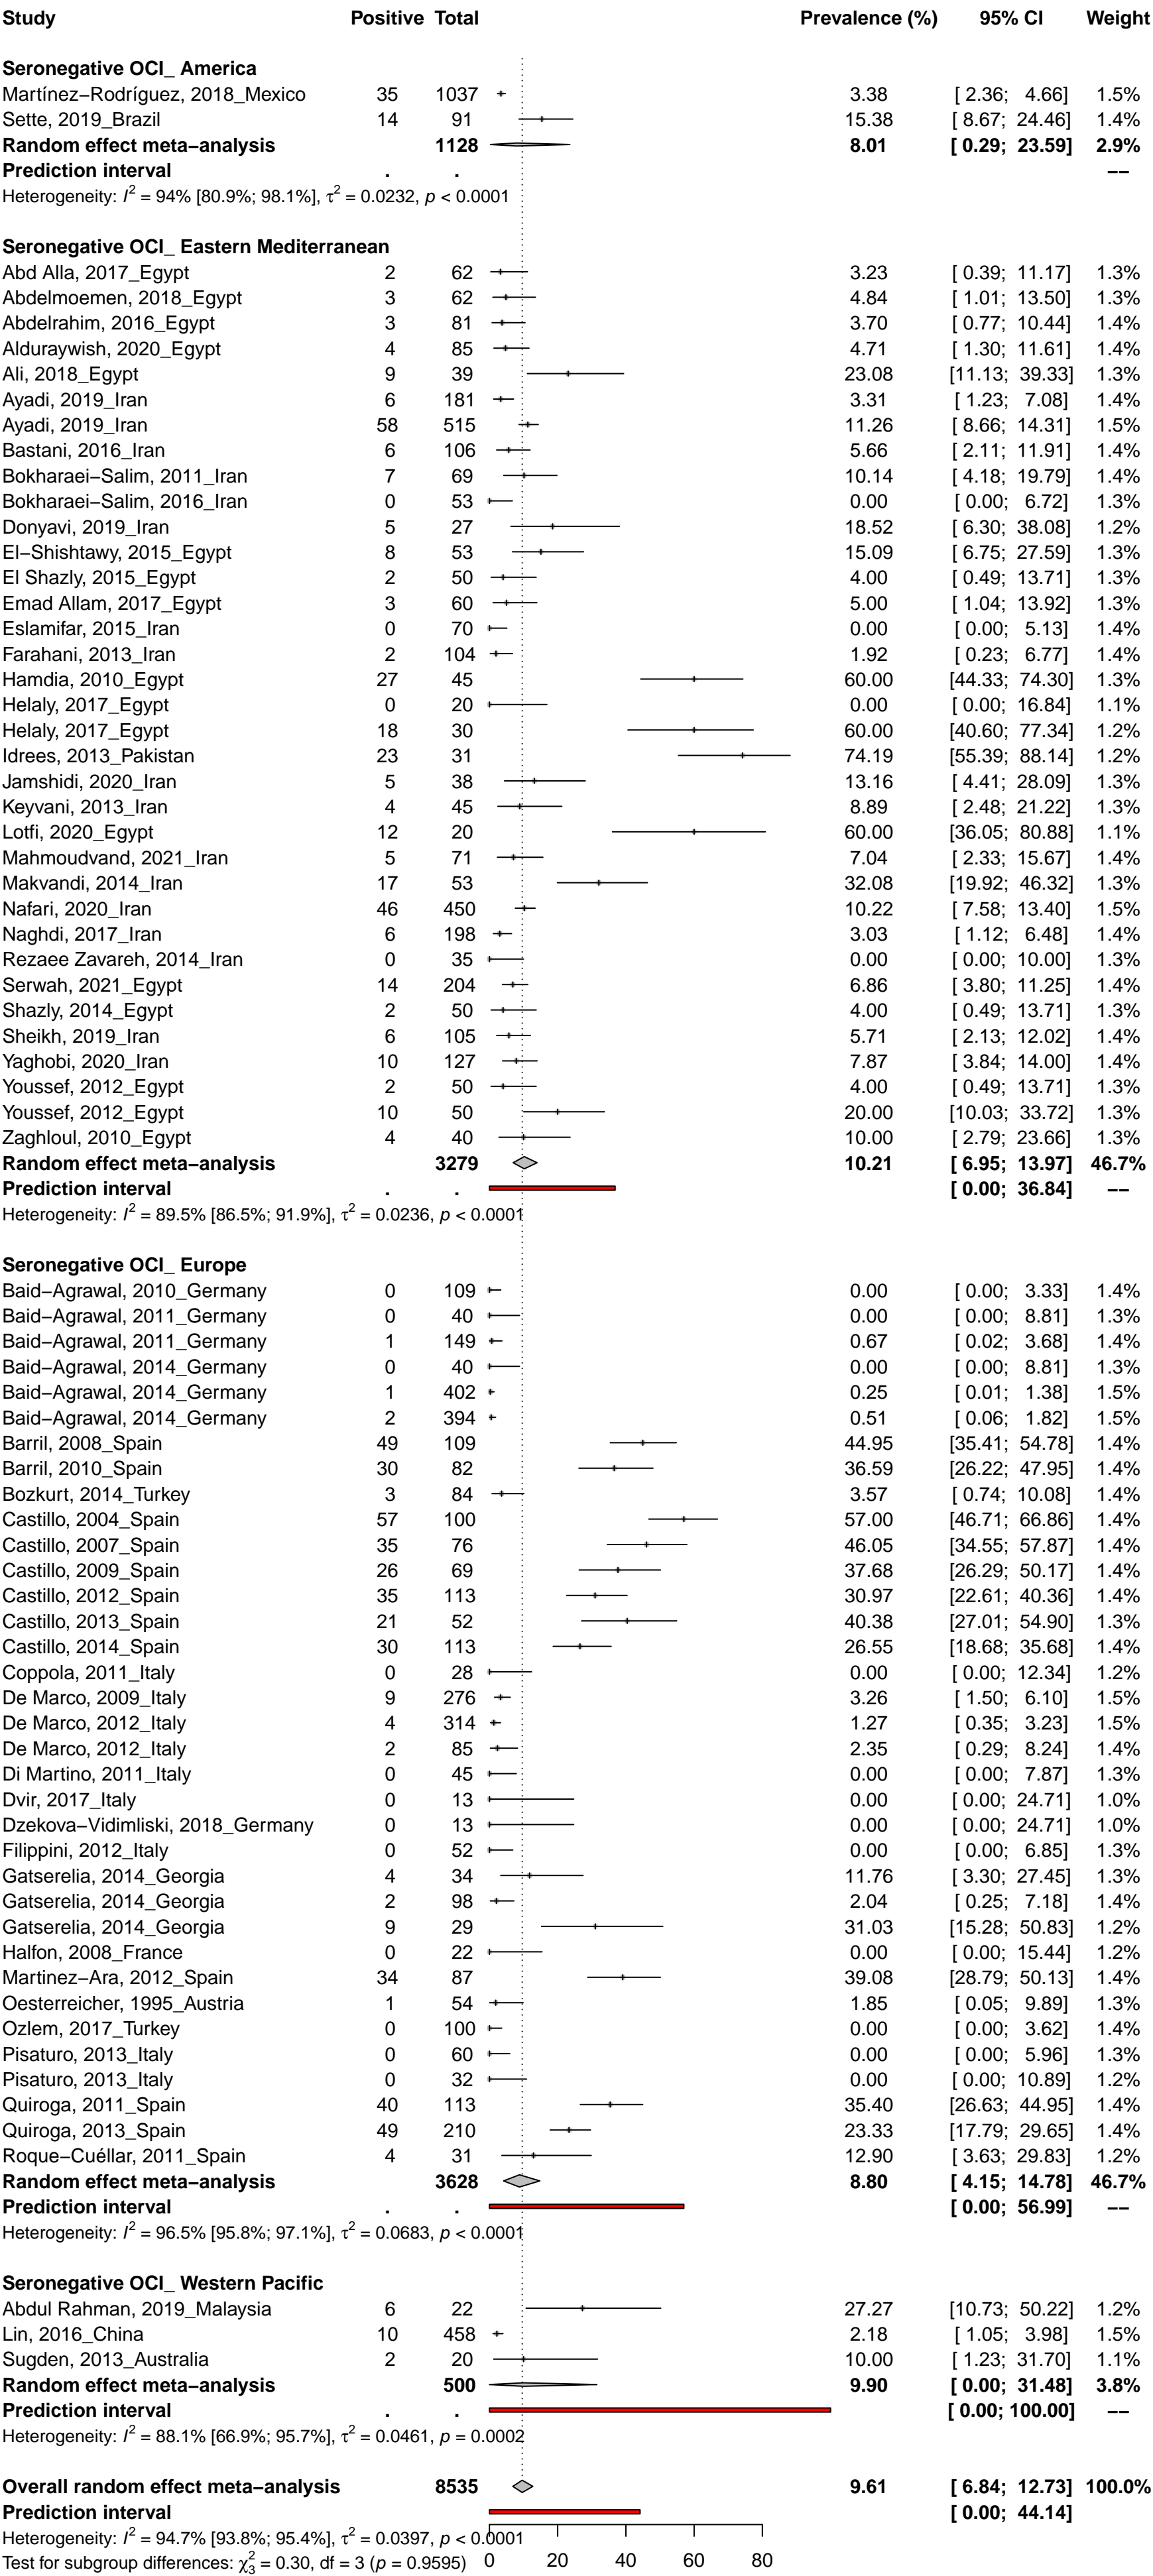 Study Positive Total Prevalence (%) 95% CI Weight
Seronegative OCI_ America
Martínez−Rodríguez, 2018_Mexico 35 1037 3.38 [ 2.36; 4.66] 1.5%
Sette, 2019_Brazil 14 91 15.38 [ 8.67; 24.46] 1.4%
Random effect meta−analysis 1128 8.01 [ 0.29; 23.59] 2.9%
Prediction interval . . −−
Heterogeneity: I² = 94% [80.9%; 98.1%], τ² = 0.0232, p < 0.0001
Seronegative OCI_ Eastern Mediterranean
Abd Alla, 2017_Egypt 2 62 3.23 [ 0.39; 11.17] 1.3%
Abdelmoemen, 2018_Egypt 3 62 4.84 [ 1.01; 13.50] 1.3%
Abdelrahim, 2016_Egypt 3 81 3.70 [ 0.77; 10.44] 1.4%
Alduraywish, 2020_Egypt 4 85 4.71 [ 1.30; 11.61] 1.4%
Ali, 2018_Egypt 9 39 23.08 [11.13; 39.33] 1.3%
Ayadi, 2019_Iran 6 181 3.31 [ 1.23; 7.08] 1.4%
Ayadi, 2019_Iran 58 515 11.26 [ 8.66; 14.31] 1.5%
Bastani, 2016_Iran 6 106 5.66 [ 2.11; 11.91] 1.4%
Bokharaei−Salim, 2011_Iran 7 69 10.14 [ 4.18; 19.79] 1.4%
Bokharaei−Salim, 2016_Iran 0 53 0.00 [ 0.00; 6.72] 1.3%
Donyavi, 2019_Iran 5 27 18.52 [ 6.30; 38.08] 1.2%
El−Shishtawy, 2015_Egypt 8 53 15.09 [ 6.75; 27.59] 1.3%
El Shazly, 2015_Egypt 2 50 4.00 [ 0.49; 13.71] 1.3%
Emad Allam, 2017_Egypt 3 60 5.00 [ 1.04; 13.92] 1.3%
Eslamifar, 2015_Iran 0 70 0.00 [ 0.00; 5.13] 1.4%
Farahani, 2013_Iran 2 104 1.92 [ 0.23; 6.77] 1.4%
Hamdia, 2010_Egypt 27 45 60.00 [44.33; 74.30] 1.3%
Helaly, 2017_Egypt 0 20 0.00 [ 0.00; 16.84] 1.1%
Helaly, 2017_Egypt 18 30 60.00 [40.60; 77.34] 1.2%
Idrees, 2013_Pakistan 23 31 74.19 [55.39; 88.14] 1.2%
Jamshidi, 2020_Iran 5 38 13.16 [ 4.41; 28.09] 1.3%
Keyvani, 2013_Iran 4 45 8.89 [ 2.48; 21.22] 1.3%
Lotfi, 2020_Egypt 12 20 60.00 [36.05; 80.88] 1.1%
Mahmoudvand, 2021_Iran 5 71 7.04 [ 2.33; 15.67] 1.4%
Makvandi, 2014_Iran 17 53 32.08 [19.92; 46.32] 1.3%
Nafari, 2020_Iran 46 450 10.22 [ 7.58; 13.40] 1.5%
Naghdi, 2017_Iran 6 198 3.03 [ 1.12; 6.48] 1.4%
Rezaee Zavareh, 2014_Iran 0 35 0.00 [ 0.00; 10.00] 1.3%
Serwah, 2021_Egypt 14 204 6.86 [ 3.80; 11.25] 1.4%
Shazly, 2014_Egypt 2 50 4.00 [ 0.49; 13.71] 1.3%
Sheikh, 2019_Iran 6 105 5.71 [ 2.13; 12.02] 1.4%
Yaghobi, 2020_Iran 10 127 7.87 [ 3.84; 14.00] 1.4%
Youssef, 2012_Egypt 2 50 4.00 [ 0.49; 13.71] 1.3%
Youssef, 2012_Egypt 10 50 20.00 [10.03; 33.72] 1.3%
Zaghloul, 2010_Egypt 4 40 10.00 [ 2.79; 23.66] 1.3%
Random effect meta−analysis 3279 10.21 [ 6.95; 13.97] 46.7%
Prediction interval . . [ 0.00; 36.84] −−
Heterogeneity: I² = 89.5% [86.5%; 91.9%], τ² = 0.0236, p < 0.0001
Seronegative OCI_ Europe
Baid−Agrawal, 2010_Germany 0 109 0.00 [ 0.00; 3.33] 1.4%
Baid−Agrawal, 2011_Germany 0 40 0.00 [ 0.00; 8.81] 1.3%
Baid−Agrawal, 2011_Germany 1 149 0.67 [ 0.02; 3.68] 1.4%
Baid−Agrawal, 2014_Germany 0 40 0.00 [ 0.00; 8.81] 1.3%
Baid−Agrawal, 2014_Germany 1 402 0.25 [ 0.01; 1.38] 1.5%
Baid−Agrawal, 2014_Germany 2 394 0.51 [ 0.06; 1.82] 1.5%
Barril, 2008_Spain 49 109 44.95 [35.41; 54.78] 1.4%
Barril, 2010_Spain 30 82 36.59 [26.22; 47.95] 1.4%
Bozkurt, 2014_Turkey 3 84 3.57 [ 0.74; 10.08] 1.4%
Castillo, 2004_Spain 57 100 57.00 [46.71; 66.86] 1.4%
Castillo, 2007_Spain 35 76 46.05 [34.55; 57.87] 1.4%
Castillo, 2009_Spain 26 69 37.68 [26.29; 50.17] 1.4%
Castillo, 2012_Spain 35 113 30.97 [22.61; 40.36] 1.4%
Castillo, 2013_Spain 21 52 40.38 [27.01; 54.90] 1.3%
Castillo, 2014_Spain 30 113 26.55 [18.68; 35.68] 1.4%
Coppola, 2011_Italy 0 28 0.00 [ 0.00; 12.34] 1.2%
De Marco, 2009_Italy 9 276 3.26 [ 1.50; 6.10] 1.5%
De Marco, 2012_Italy 4 314 1.27 [ 0.35; 3.23] 1.5%
De Marco, 2012_Italy 2 85 2.35 [ 0.29; 8.24] 1.4%
Di Martino, 2011_Italy 0 45 0.00 [ 0.00; 7.87] 1.3%
Dvir, 2017_Italy 0 13 0.00 [ 0.00; 24.71] 1.0%
Dzekova−Vidimliski, 2018_Germany 0 13 0.00 [ 0.00; 24.71] 1.0%
Filippini, 2012_Italy 0 52 0.00 [ 0.00; 6.85] 1.3%
Gatserelia, 2014_Georgia 4 34 11.76 [ 3.30; 27.45] 1.3%
Gatserelia, 2014_Georgia 2 98 2.04 [ 0.25; 7.18] 1.4%
Gatserelia, 2014_Georgia 9 29 31.03 [15.28; 50.83] 1.2%
Halfon, 2008_France 0 22 0.00 [ 0.00; 15.44] 1.2%
Martinez−Ara, 2012_Spain 34 87 39.08 [28.79; 50.13] 1.4%
Oesterreicher, 1995_Austria 1 54 1.85 [ 0.05; 9.89] 1.3%
Ozlem, 2017_Turkey 0 100 0.00 [ 0.00; 3.62] 1.4%
Pisaturo, 2013_Italy 0 60 0.00 [ 0.00; 5.96] 1.3%
Pisaturo, 2013_Italy 0 32 0.00 [ 0.00; 10.89] 1.2%
Quiroga, 2011_Spain 40 113 35.40 [26.63; 44.95] 1.4%
Quiroga, 2013_Spain 49 210 23.33 [17.79; 29.65] 1.4%
Roque−Cuéllar, 2011_Spain 4 31 12.90 [ 3.63; 29.83] 1.2%
Random effect meta−analysis 3628 8.80 [ 4.15; 14.78] 46.7%
Prediction interval . . [ 0.00; 56.99] −−
Heterogeneity: I² = 96.5% [95.8%; 97.1%], τ² = 0.0683, p < 0.0001
Seronegative OCI_ Western Pacific
Abdul Rahman, 2019_Malaysia 6 22 27.27 [10.73; 50.22] 1.2%
Lin, 2016_China 10 458 2.18 [ 1.05; 3.98] 1.5%
Sugden, 2013_Australia 2 20 10.00 [ 1.23; 31.70] 1.1%
Random effect meta−analysis 500 9.90 [ 0.00; 31.48] 3.8%
Prediction interval . . [ 0.00; 100.00] −−
Heterogeneity: I² = 88.1% [66.9%; 95.7%], τ² = 0.0461, p = 0.0002
Overall random effect meta−analysis 8535 9.61 [ 6.84; 12.73] 100.0%
Prediction interval [ 0.00; 44.14]
Heterogeneity: I² = 94.7% [93.8%; 95.4%], τ² = 0.0397, p < 0.0001
Test for subgroup differences: χ²₃ = 0.30, df = 3 (p = 0.9595) 0 20 40 60 80